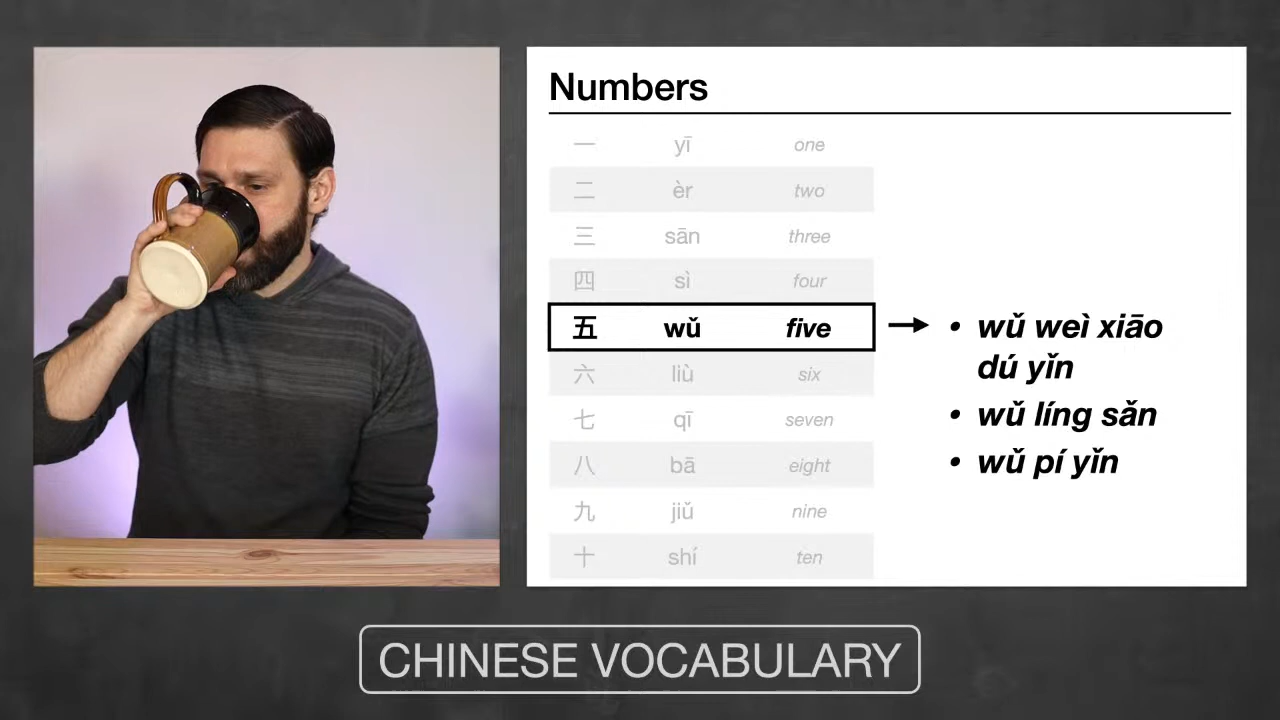 Numbers
一 yī one
二 èr two
三 sān three
四 sì four
五 wǔ five
六 liù six
七 qī seven
八 bā eight
九 jiǔ nine
十 shí ten
• wǔ weì xiāo
dú yǐn
• wǔ líng sǎn
• wǔ pí yǐn
CHINESE VOCABULARY